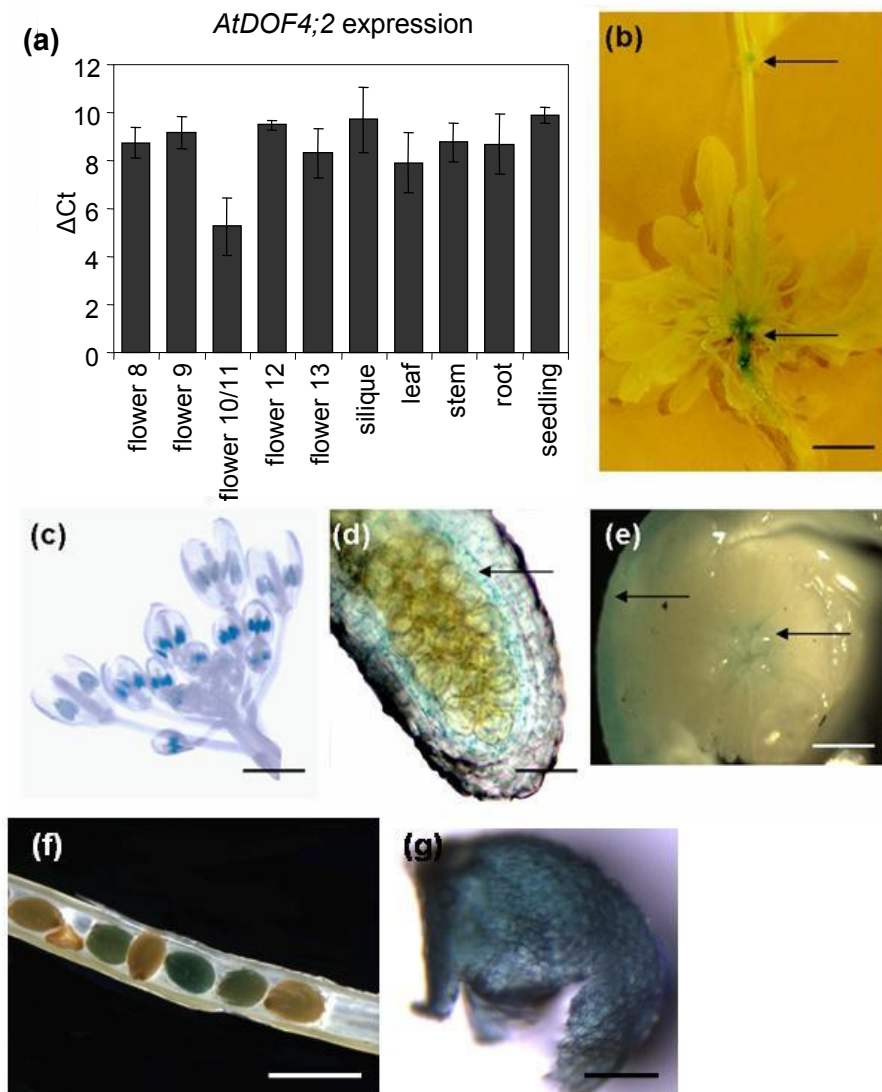 AtDOF4;2 expression
(a)
12
10
8
6
4
2
0
ΔCt
flower 8
flower 9
flower 10/11
flower 12
flower 13
silique
leaf
stem
root
seedling
(b)
(c)
(d)
(e)
(f)
(g)